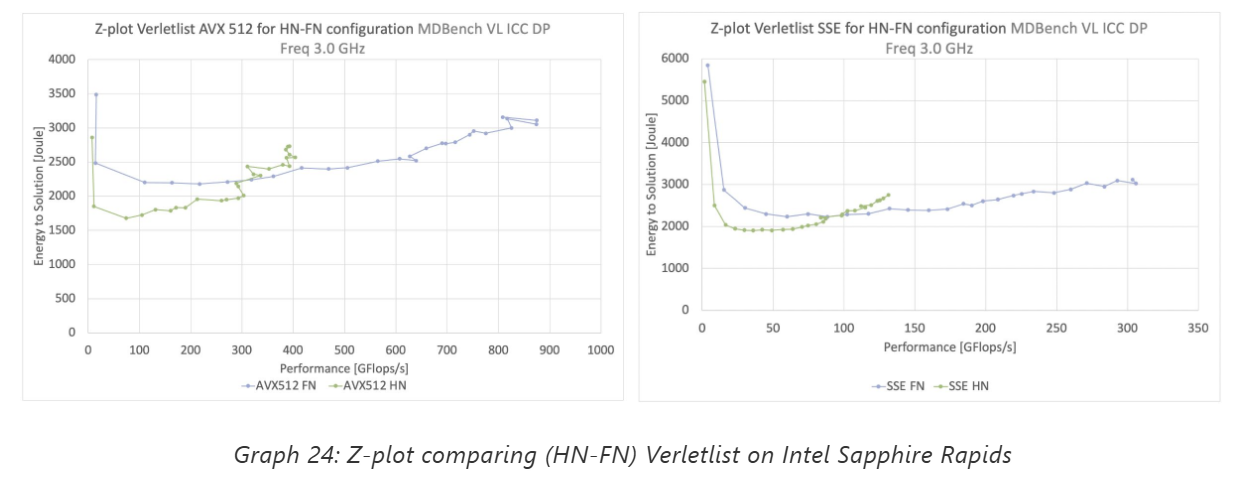 Z-plot Verletlist AVX 512 for HN-FN configuration MDBench VL ICC DP
Freq 3.0 GHz
4000
3500
3000
2500
2000
1500
1000
500
0
Energy to Solution [Joule]
0 100 200 300 400 500 600 700 800 900 1000
Performance [GFlops/s]
AVX512 FN AVX512 HN
Z-plot Verletlist SSE for HN-FN configuration MDBench VL ICC DP
Freq 3.0 GHz
6000
5000
4000
3000
2000
1000
0
Energy to Solution [Joule]
0 50 100 150 200 250 300 350
Performance [GFlops/s]
SSE FN SSE HN
Graph 24: Z-plot comparing (HN-FN) Verletlist on Intel Sapphire Rapids